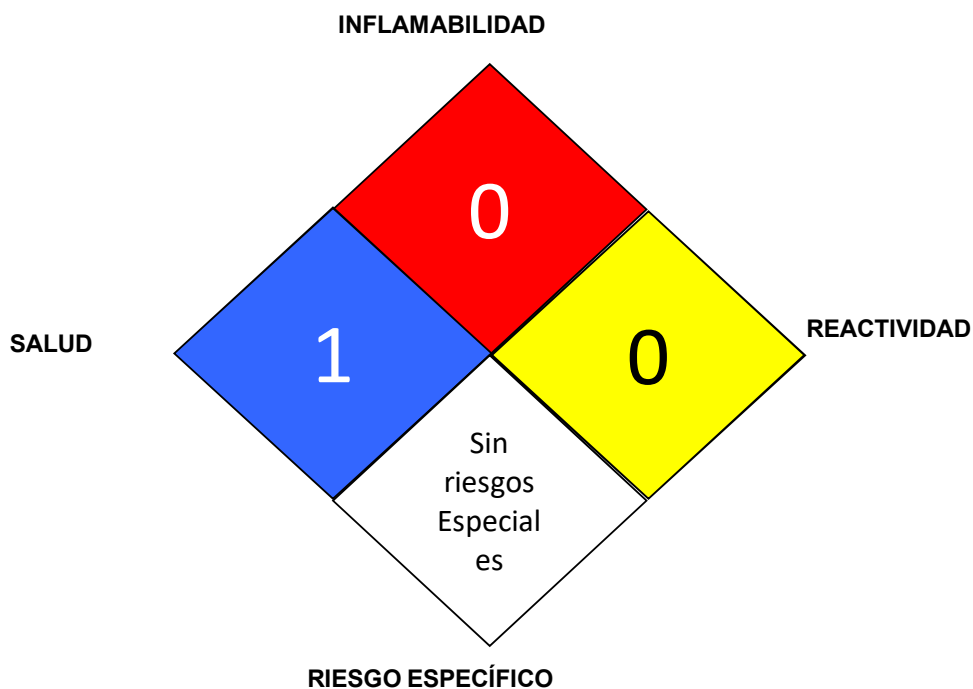 INFLAMABILIDAD
0
SALUD
1
0
REACTIVIDAD
Sin
riesgos
Especial
es
RIESGO ESPECÍFICO